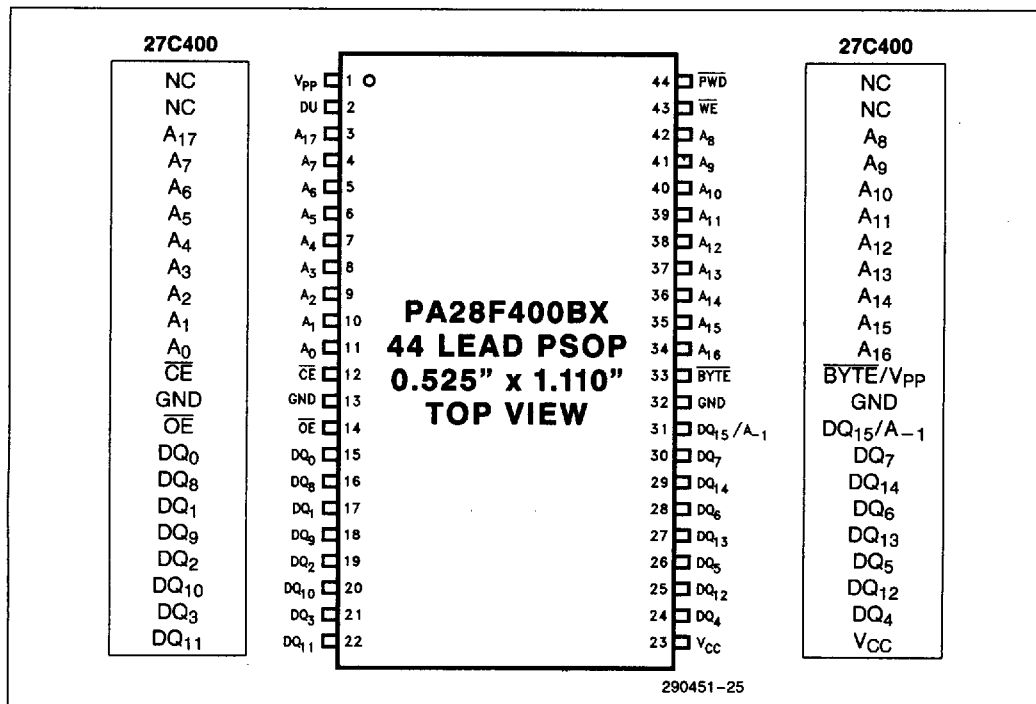 27C400 27C400
NC VPP 1 44 PWD NC
NC DU 2 43 WE NC
A17 A17 3 42 A8 A8
A7 A7 4 41 A9 A9
A6 A6 5 40 A10 A10
A5 A5 6 39 A11 A11
A4 A4 7 38 A12 A12
A3 A3 8 37 A13 A13
A2 A2 9 36 A14 A14
A1 A1 10 35 A15 A15
A0 A0 11 34 A16 A16
CE CE 12 33 BYTE BYTE/VPP
GND GND 13 32 GND GND
OE OE 14 31 DQ15/A-1 DQ15/A-1
DQ0 DQ0 15 30 DQ7 DQ7
DQ8 DQ8 16 29 DQ14 DQ14
DQ1 DQ1 17 28 DQ6 DQ6
DQ9 DQ9 18 27 DQ13 DQ13
DQ2 DQ2 19 26 DQ5 DQ5
DQ10 DQ10 20 25 DQ12 DQ12
DQ3 DQ3 21 24 DQ4 DQ4
DQ11 DQ11 22 23 VCC VCC
PA28F400BX
44 LEAD PSOP
0.525" x 1.110"
TOP VIEW
290451-25